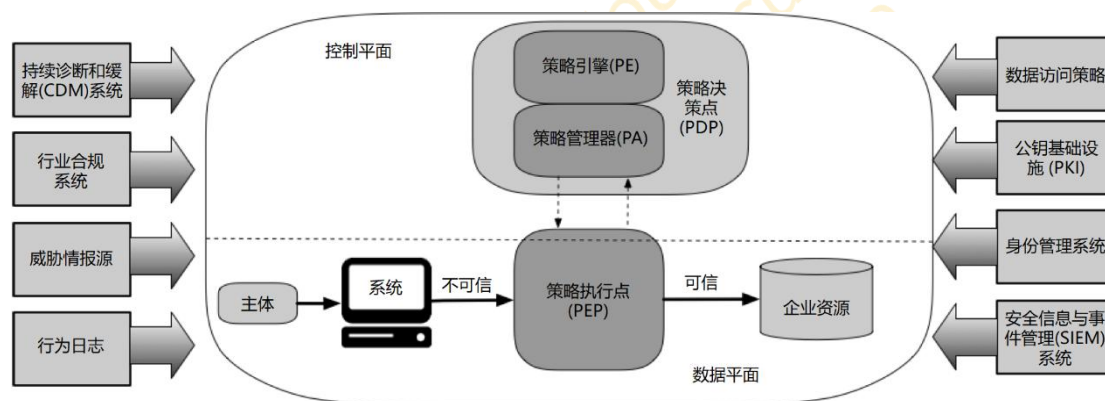 持续诊断和缓
解(CDM)系统
行业合规
系统
威胁情报源
行为日志
控制平面
策略引擎(PE)
策略管理器(PA)
策略决
策点
(PDP)
主体
系统
不可信
策略执行点
(PEP)
可信
企业资源
数据平面
数据访问策略
公钥基础设
施 (PKI)
身份管理系统
安全信息与事
件管理(SIEM)
系统